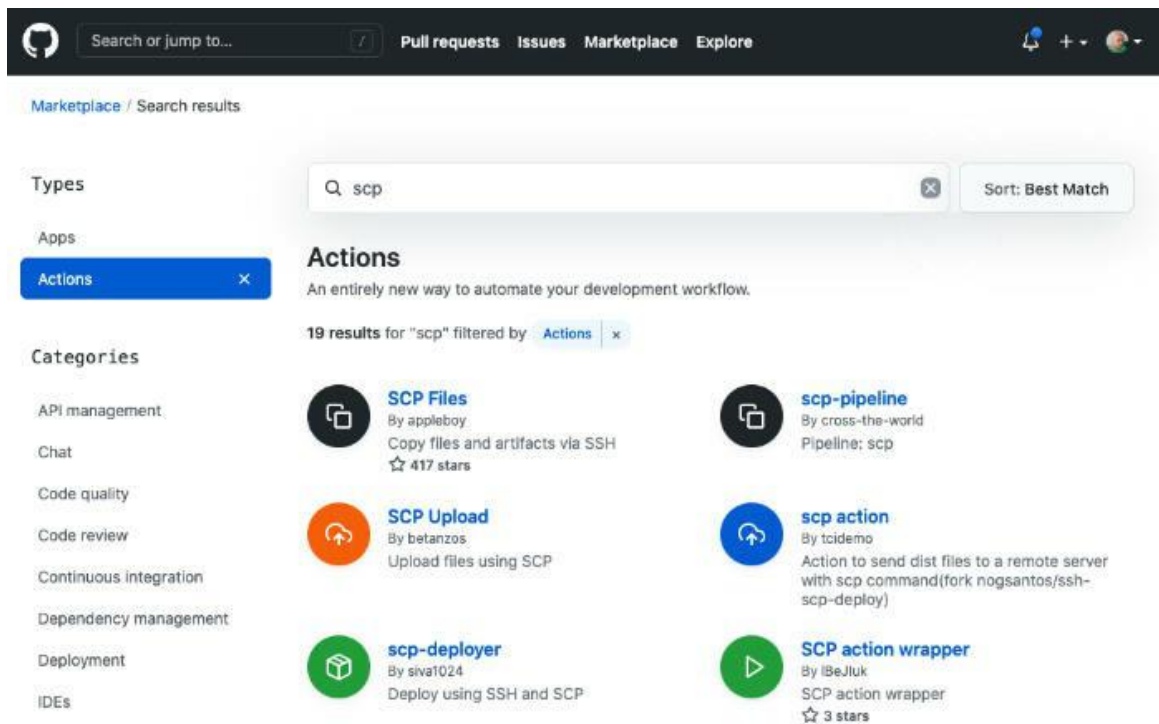 Search or jump to... /
Pull requests Issues Marketplace Explore
Marketplace / Search results
Types
Apps
Actions
Categories
API management
Chat
Code quality
Code review
Continuous integration
Dependency management
Deployment
IDEs
scp
Sort: Best Match
Actions
An entirely new way to automate your development workflow.
19 results for "scp" filtered by Actions x
SCP Files
By appleboy
Copy files and artifacts via SSH
417 stars
scp-pipeline
By cross-the-world
Pipeline: scp
SCP Upload
By betanzos
Upload files using SCP
scp action
By tcidemo
Action to send dist files to a remote server
with scp command(fork nogsantos/ssh-
scp-deploy)
scp-deployer
By siva1024
Deploy using SSH and SCP
SCP action wrapper
By IBeJluk
SCP action wrapper
3 stars